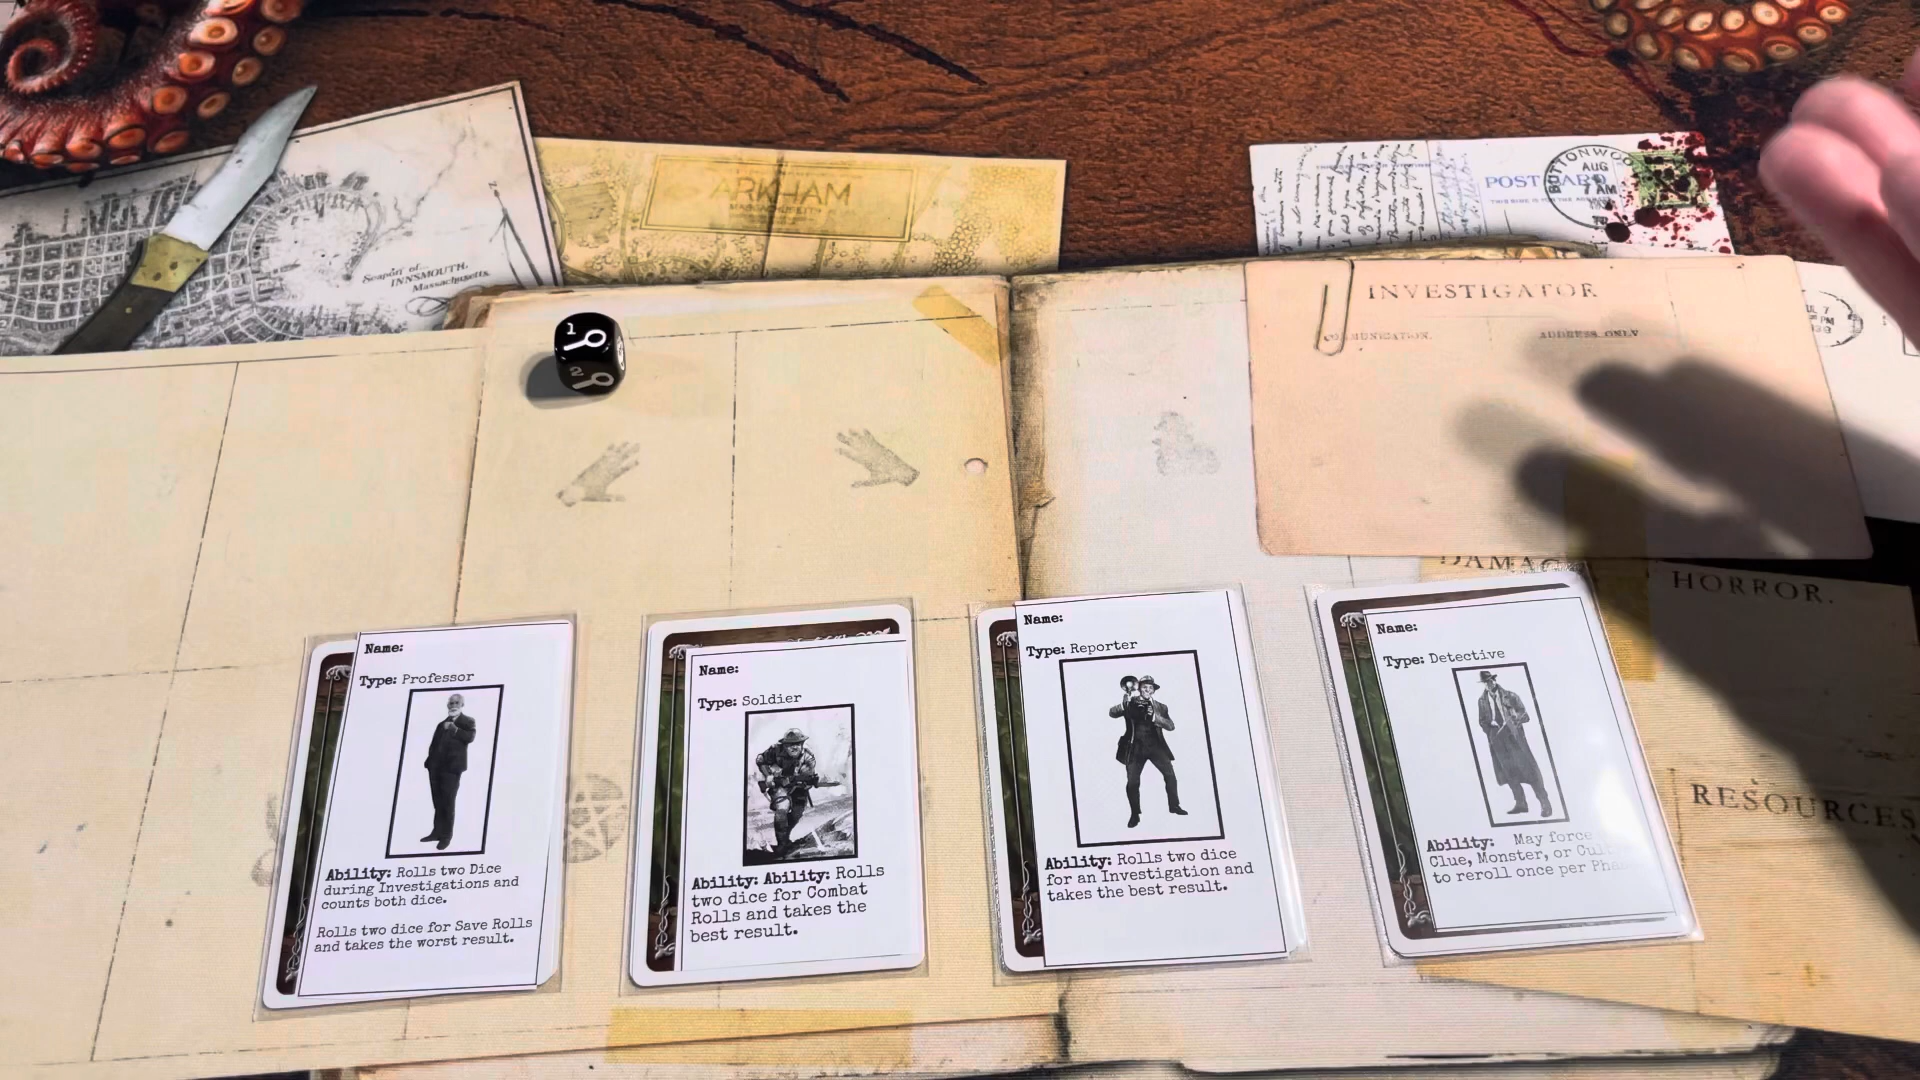 ARKHAM
POST CARD
BUTTONWOO
AUG
7 AM
Seaport of...
INNSMOUTH,
Massachusetts.
N
INVESTIGATOR
ADDRESS ONLY
1
2
DAMAG
HORROR.
RESOURCES
Name:
Type: Professor
Ability: Rolls two Dice
during Investigations and
counts both dice.
Rolls two dice for Save Rolls
and takes the worst result.
Name:
Type: Soldier
Ability: Ability: Rolls
two dice for Combat
Rolls and takes the
best result.
Name:
Type: Reporter
Ability: Rolls two dice
for an Investigation and
takes the best result.
Name:
Type: Detective
Ability: May force
Clue, Monster, or Cul
to reroll once per Pha